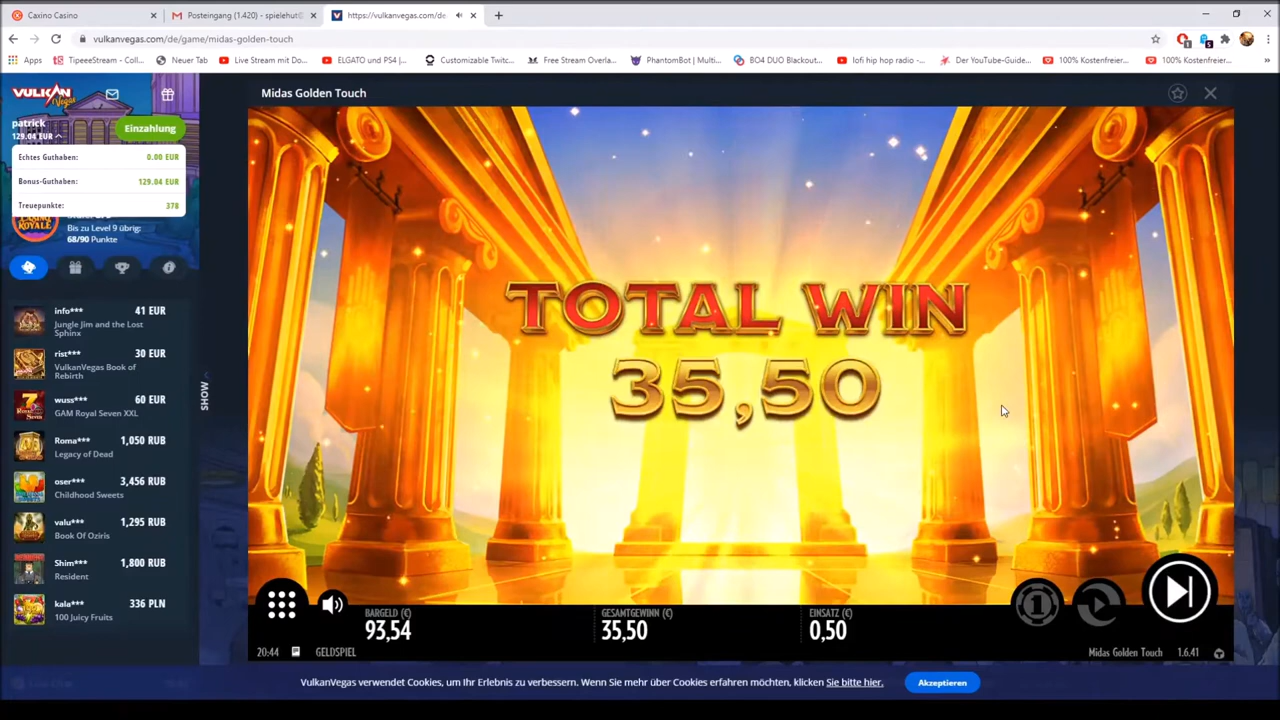 Caxino Casino
Posteingang (1.420) - spielehut@
https://vulkanvegas.com/de
vulkanvegas.com/de/game/midas-golden-touch
Apps
TipeeeStream - Coll...
Neuer Tab
Live Stream mit Do...
ELGATO und PS4 |...
Customizable Twitc...
Free Stream Overla...
PhantomBot | Multi...
BO4 DUO Blackout...
lofi hip hop radio -...
Der YouTube-Guide...
100% Kostenfreier...
100% Kostenfreier...
VULKAN
Vegas
patrick
129.04 EUR
Einzahlung
Echtes Guthaben: 0.00 EUR
Bonus-Guthaben: 129.04 EUR
Treuepunkte: 378
Bis zu Level 9 übrig:
68/90 Punkte
info*** 41 EUR
Jungle Jim and the Lost
Sphinx
rist*** 30 EUR
VulkanVegas Book of
Rebirth
wuss*** 60 EUR
GAM Royal Seven XXL
Roma*** 1,050 RUB
Legacy of Dead
oser*** 3,456 RUB
Childhood Sweets
valu*** 1,295 RUB
Book Of Oziris
Shim*** 1,800 RUB
Resident
kala*** 336 PLN
100 Juicy Fruits
SHOW
Midas Golden Touch
TOTAL WIN
35,50
BARGELD (€)
93,54
GESAMTGEWINN (€)
35,50
EINSATZ (€)
0,50
20:44
GELDSPIEL
Midas Golden Touch
1.6.41
VulkanVegas verwendet Cookies, um Ihr Erlebnis zu verbessern. Wenn Sie mehr über Cookies erfahren möchten, klicken Sie bitte hier.
Akzeptieren